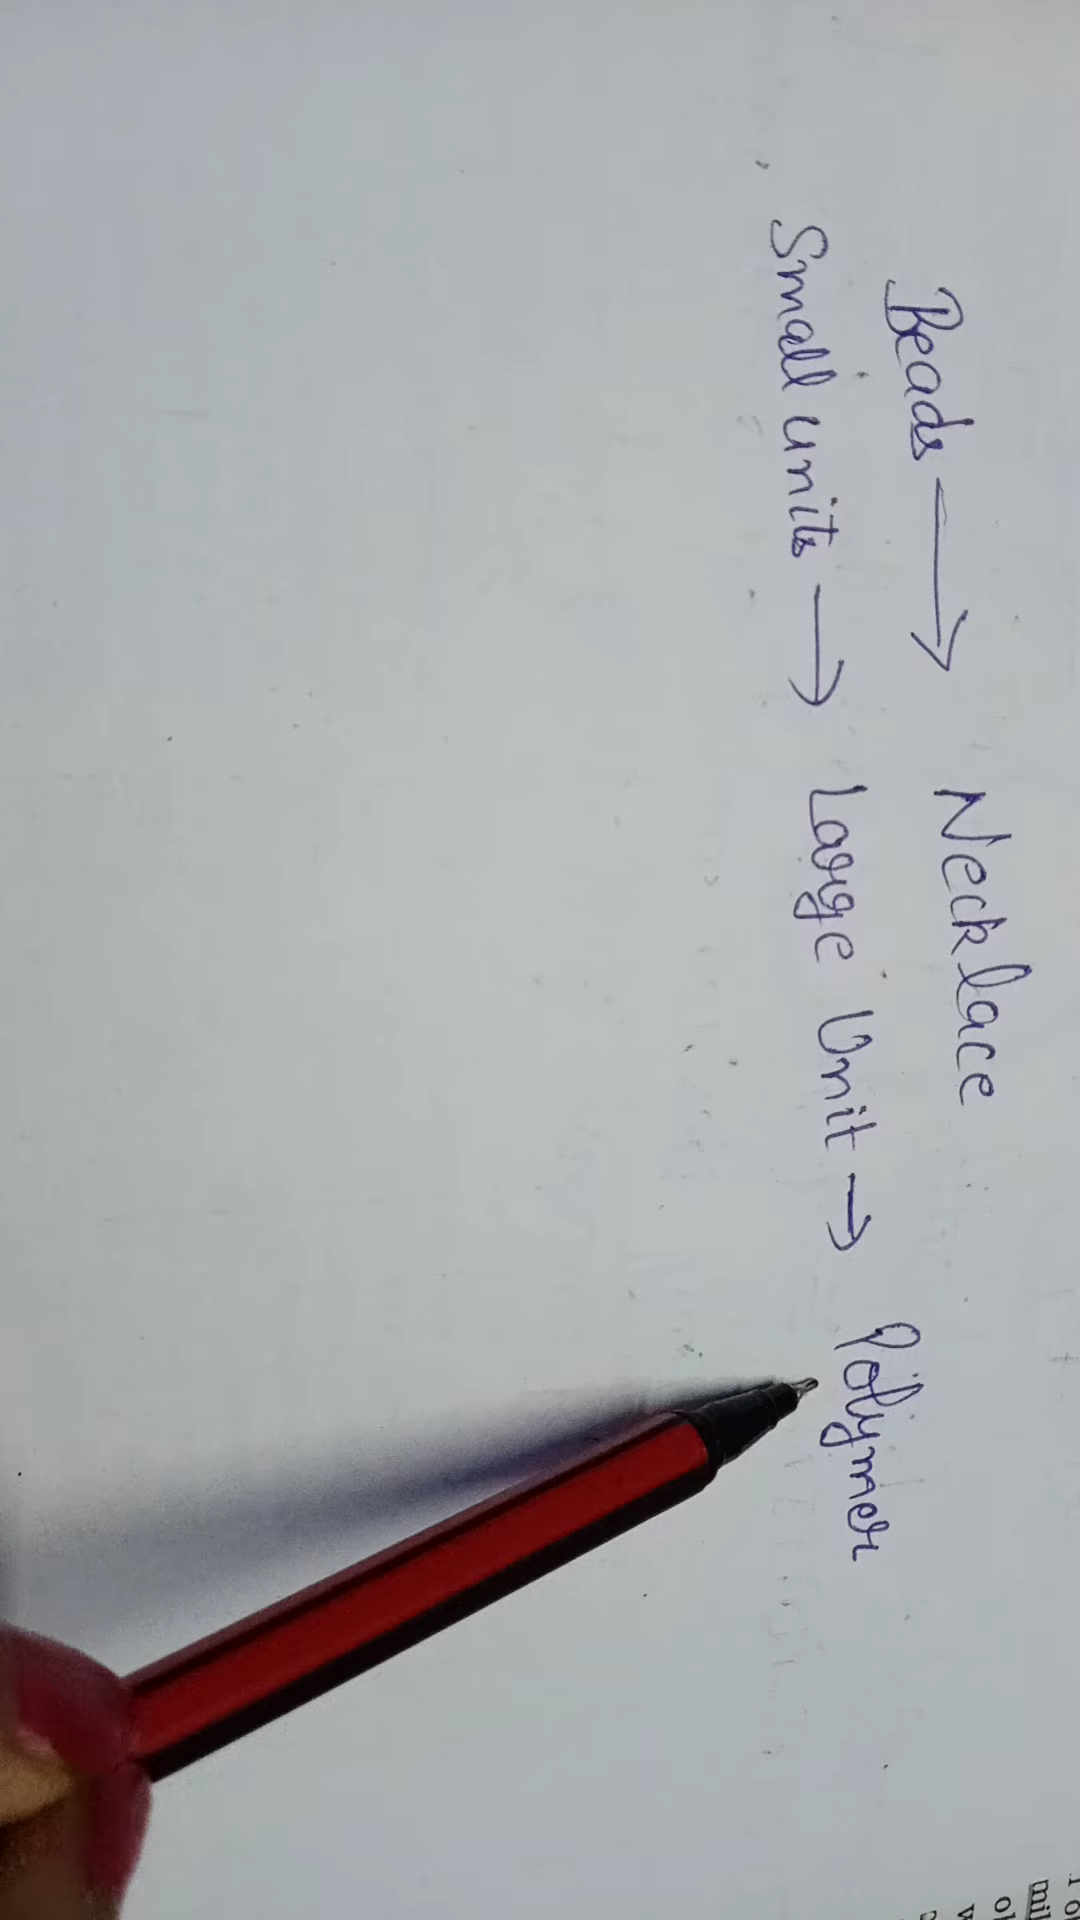 Beads → Necklace
Small units → Large Unit → Polymer